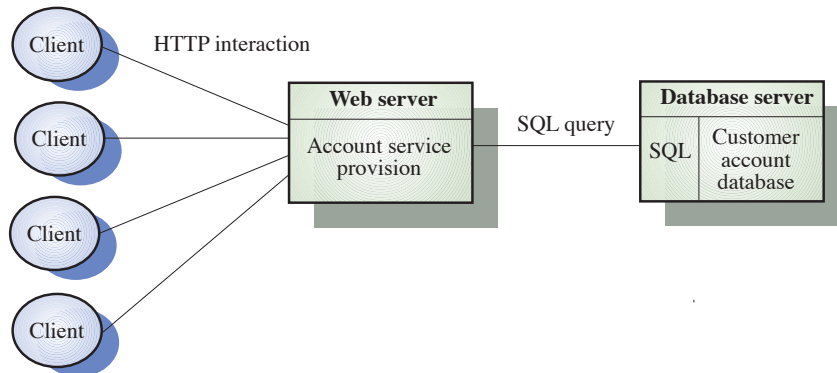 Client
HTTP interaction
Client
Client
Client
Web server
Account service
provision
SQL query
Database server
SQL
Customer
account
database